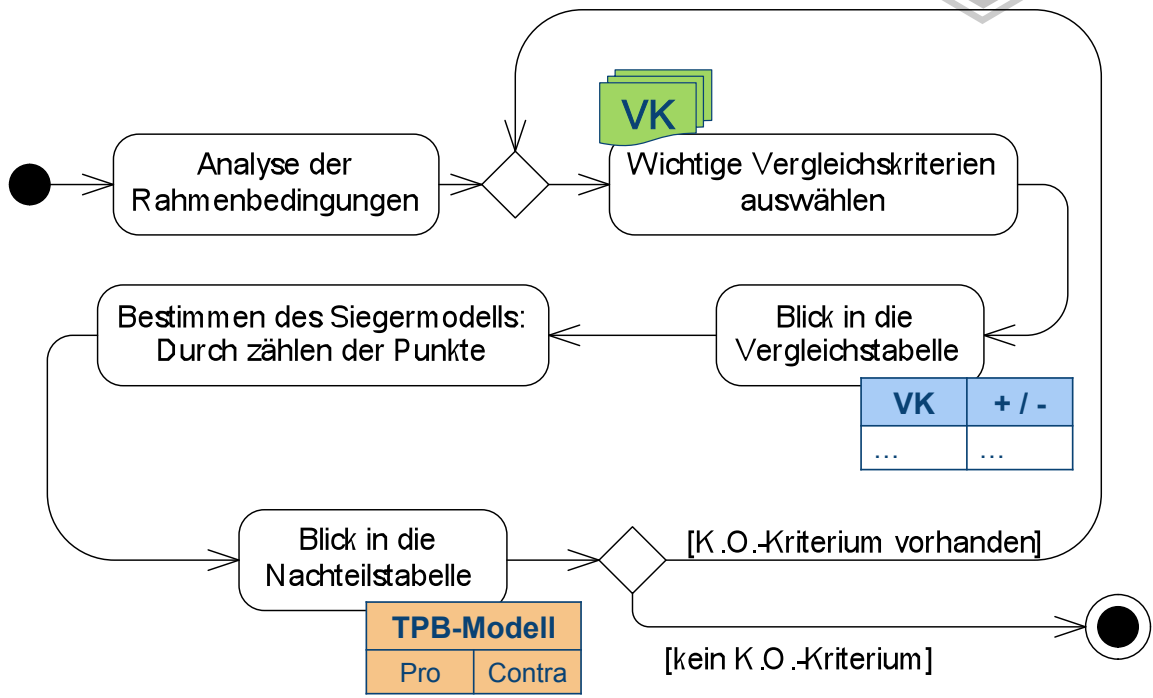 VK
Analyse der
Rahmenbedingungen
Wichtige Vergleichskriterien
auswählen
Bestimmen des Siegermodells:
Durch zählen der Punkte
Blick in die
Vergleichstabelle
VK + / -
... ...
Blick in die
Nachteilstabelle
[K.O.-Kriterium vorhanden]
TPB-Modell
Pro Contra
[kein K.O.-Kriterium]